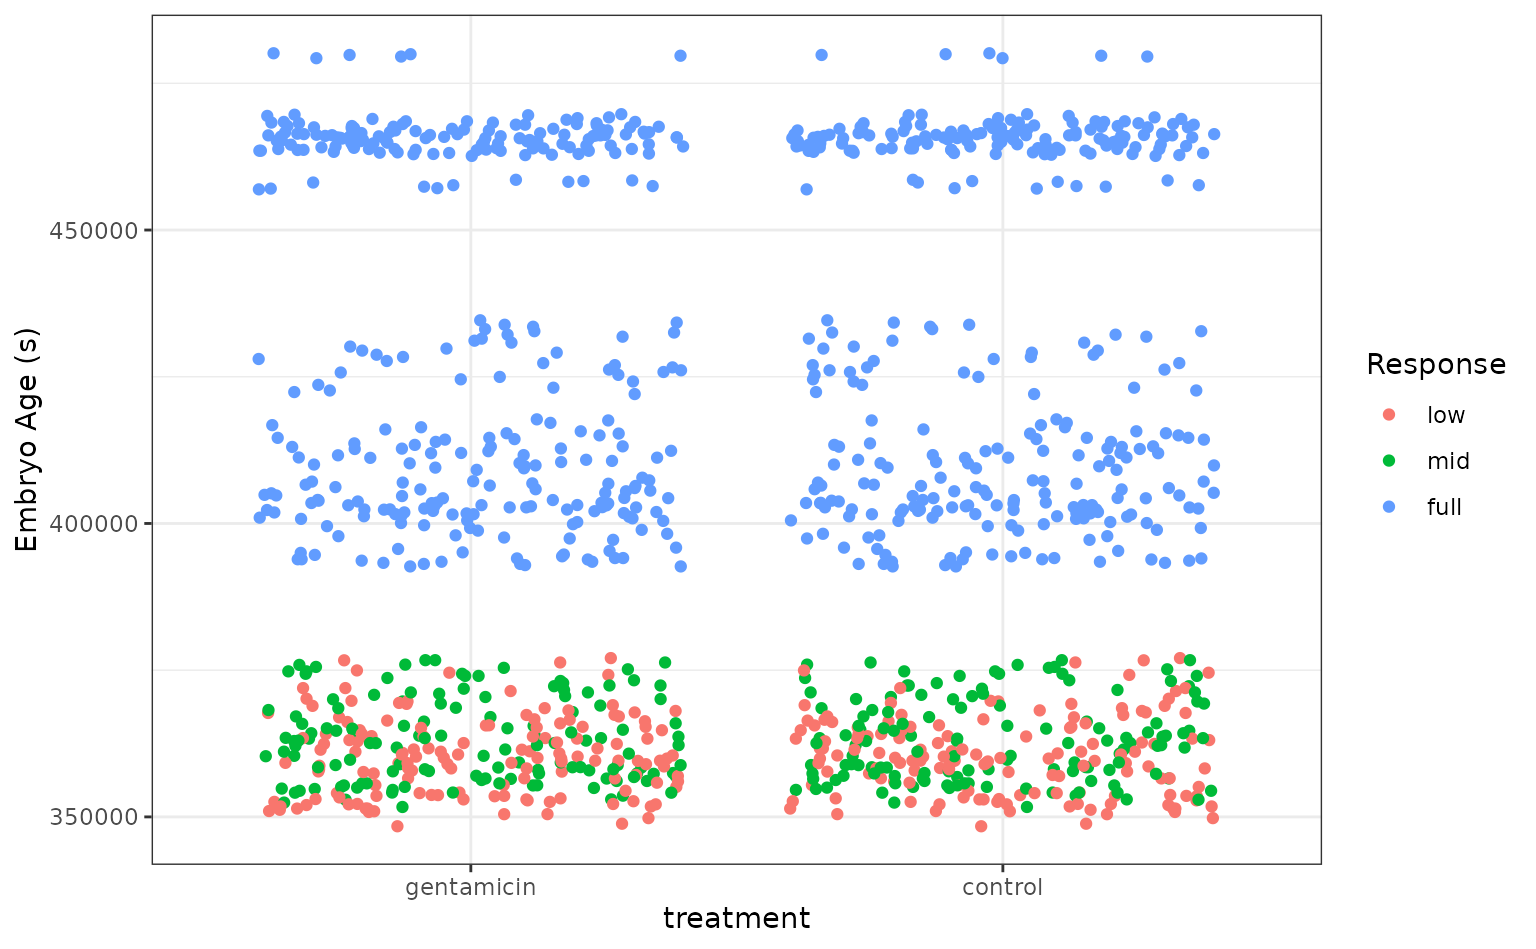 450000
400000
350000
Embryo Age (s)
gentamicin
control
treatment
Response
low
mid
full